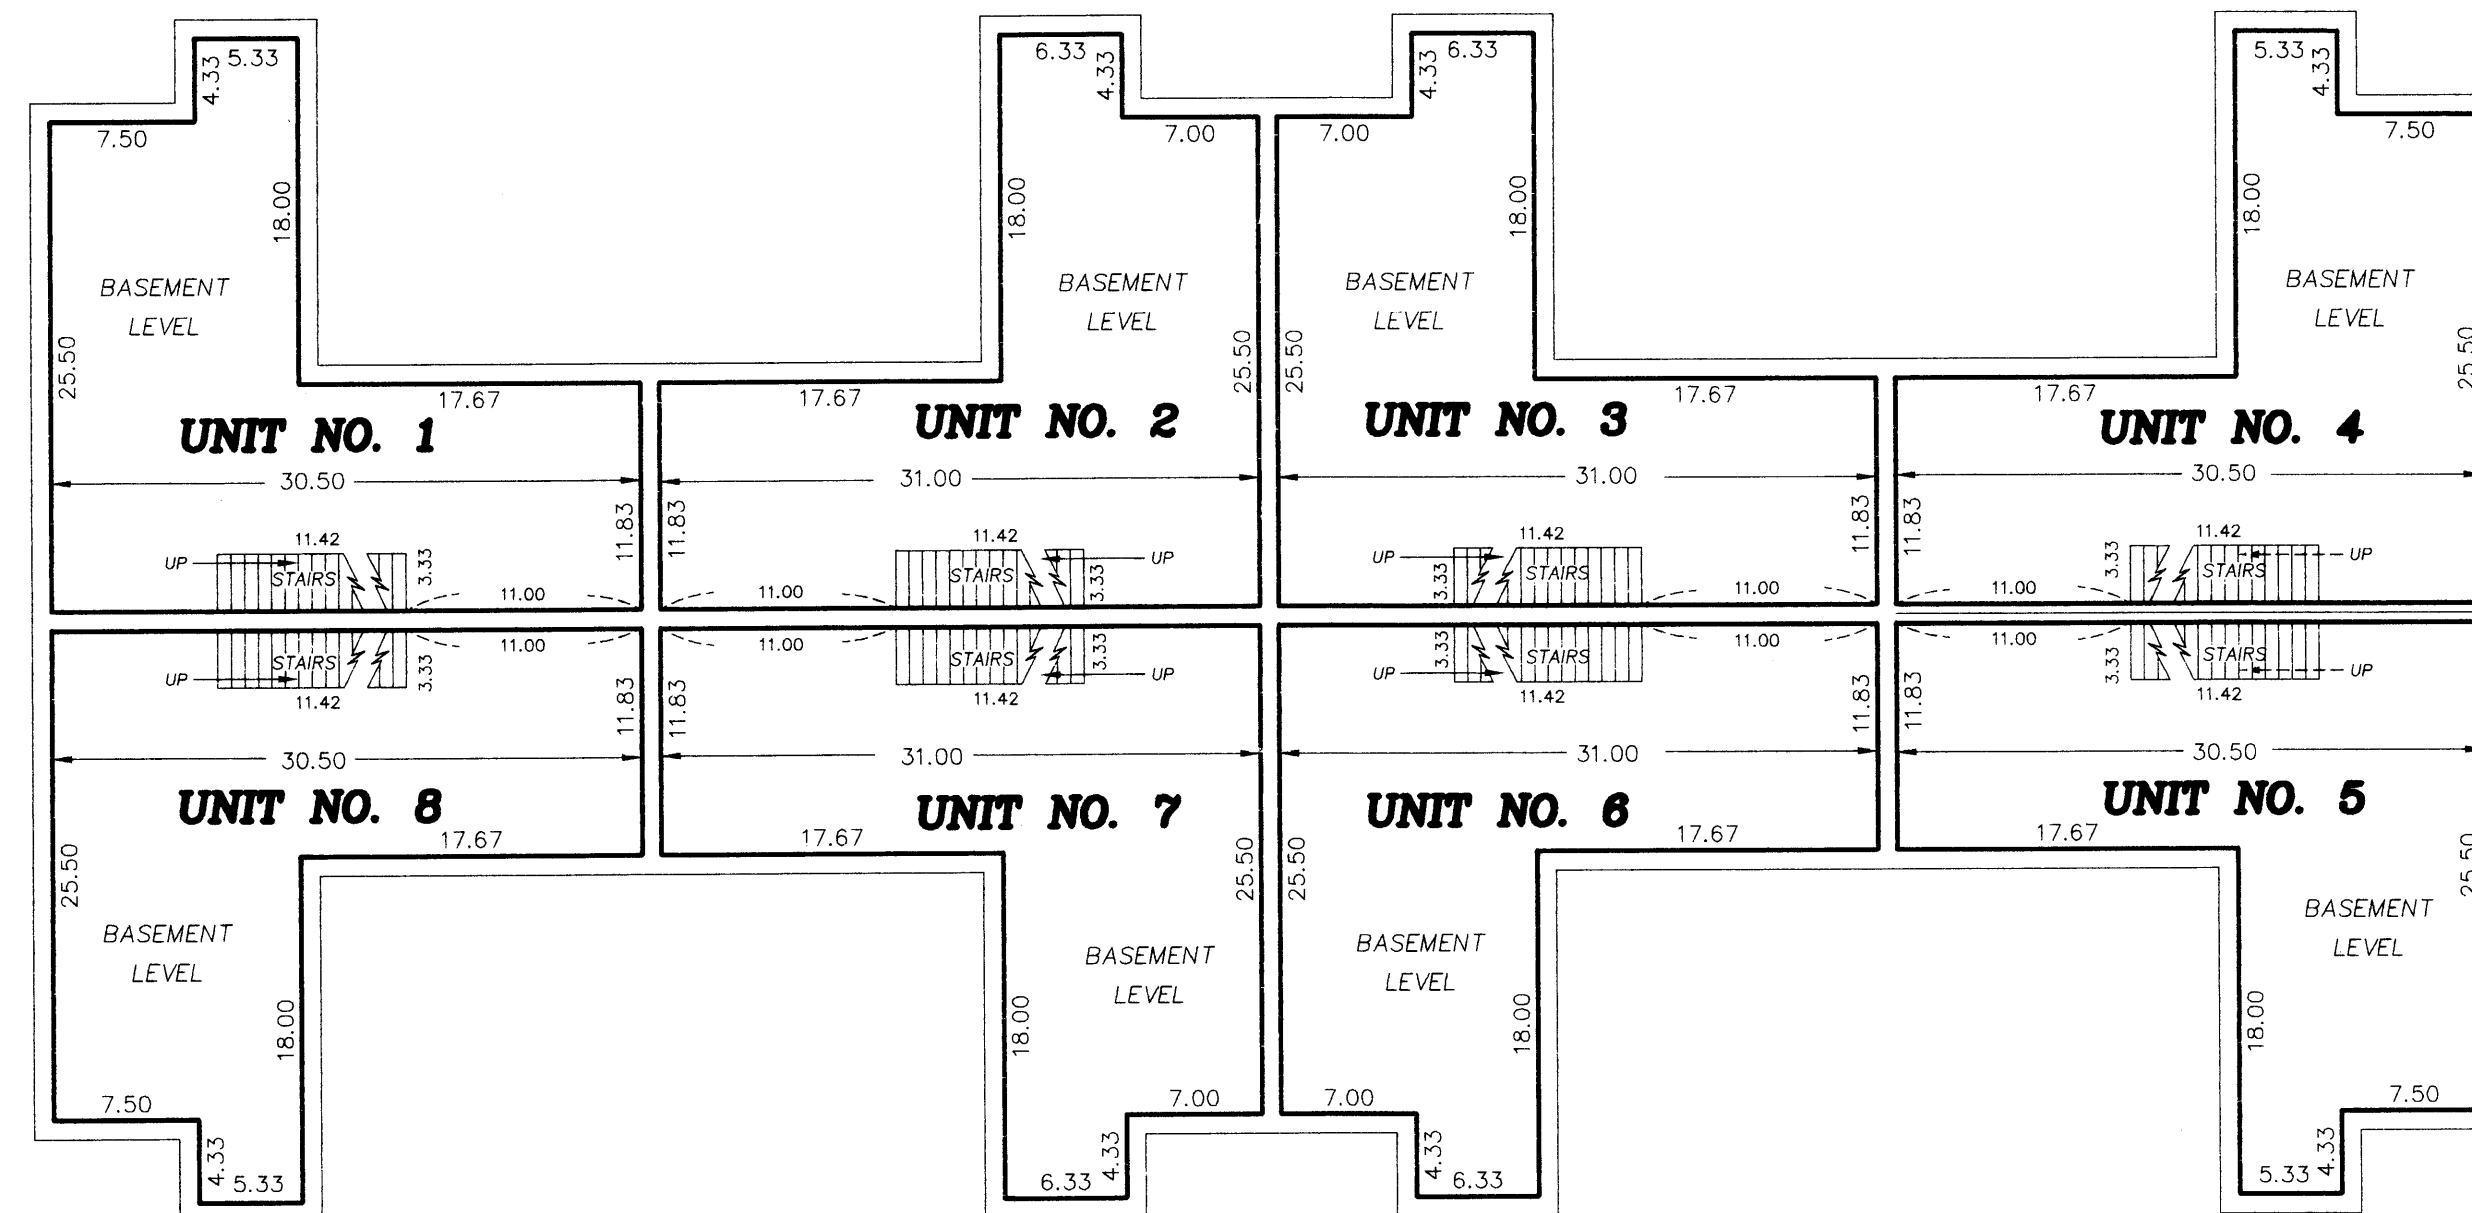 5.33
4.33
7.50
18.00
BASEMENT
LEVEL
25.50
17.67
UNIT NO. 1
30.50
11.83
11.42
UP
STAIRS
3.33
11.00
6.33
4.33
7.00
18.00
BASEMENT
LEVEL
25.50
17.67
UNIT NO. 2
31.00
11.83
11.42
UP
STAIRS
3.33
11.00
6.33
4.33
7.00
18.00
BASEMENT
LEVEL
25.50
17.67
UNIT NO. 3
31.00
11.83
11.42
UP
STAIRS
3.33
11.00
5.33
4.33
7.50
18.00
BASEMENT
LEVEL
25.50
17.67
UNIT NO. 4
30.50
11.83
11.42
UP
STAIRS
3.33
11.00
11.00
STAIRS
3.33
UP
11.42
11.83
30.50
UNIT NO. 8
17.67
25.50
BASEMENT
LEVEL
18.00
7.50
4.33
5.33
11.00
STAIRS
3.33
UP
11.42
11.83
31.00
UNIT NO. 7
17.67
25.50
BASEMENT
LEVEL
18.00
7.00
4.33
6.33
11.00
STAIRS
3.33
UP
11.42
11.83
31.00
UNIT NO. 6
17.67
25.50
BASEMENT
LEVEL
18.00
7.00
4.33
6.33
11.00
STAIRS
3.33
UP
11.42
11.83
30.50
UNIT NO. 5
17.67
25.50
BASEMENT
LEVEL
18.00
7.50
4.33
5.33